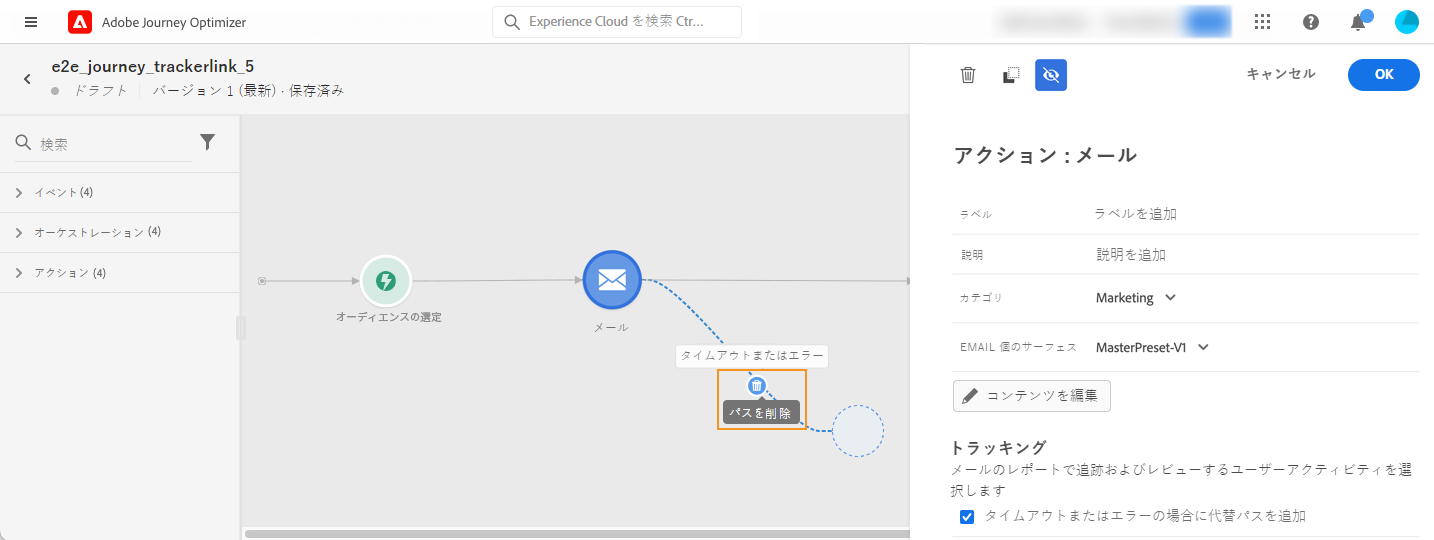 Adobe Journey Optimizer
Experience Cloud を検索 Ctr...
e2e_journey_trackerlink_5
ドラフト バージョン 1 (最新) · 保存済み
キャンセル
OK
検索
イベント (4)
オーケストレーション (4)
アクション (4)
オーディエンスの選定
メール
タイムアウトまたはエラー
パスを削除
アクション : メール
ラベル ラベルを追加
説明 説明を追加
カテゴリ Marketing
EMAIL 個のサーフェス MasterPreset-V1
コンテンツを編集
トラッキング
メールのレポートで追跡およびレビューするユーザーアクティビティを選
択します
タイムアウトまたはエラーの場合に代替パスを追加